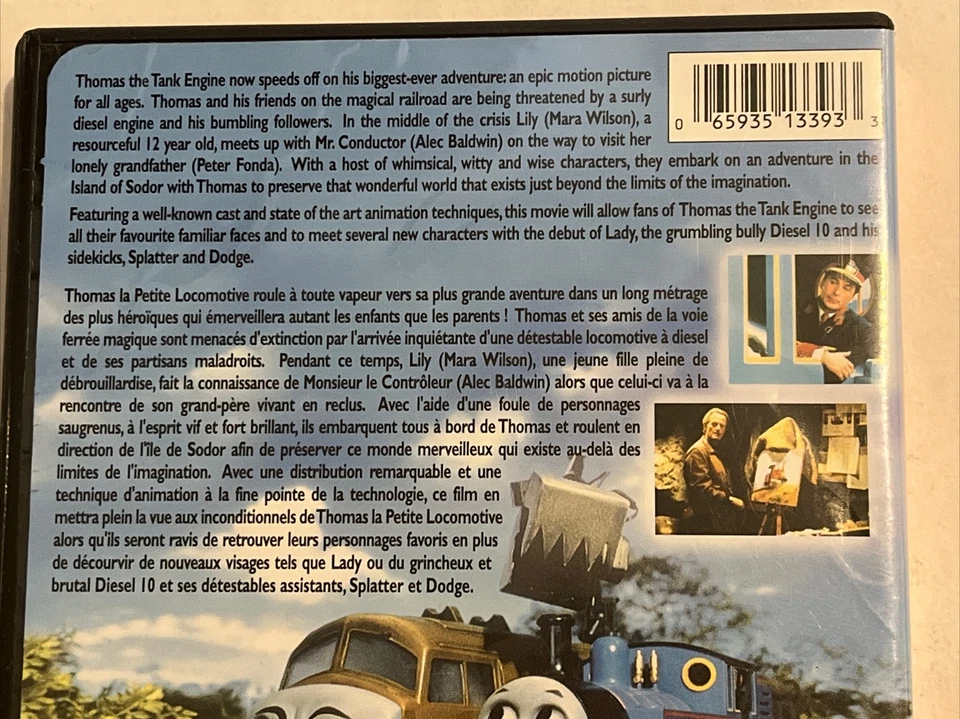 Thomas the Tank Engine now speeds off on his biggest-ever adventure: an epic motion picture
for all ages. Thomas and his friends on the magical railroad are being threatened by a surly
diesel engine and his bumbling followers. In the middle of the crisis Lily (Mara Wilson), a
resourceful 12 year old, meets up with Mr. Conductor (Alec Baldwin) on the way to visit her
lonely grandfather (Peter Fonda). With a host of whimsical, witty and wise characters, they embark on an adventure in the
Island of Sodor with Thomas to preserve that wonderful world that exists just beyond the limits of the imagination.
0 65935 13393 3
Featuring a well-known cast and state of the art animation techniques, this movie will allow fans of Thomas the Tank Engine to see
all their favourite familiar faces and to meet several new characters with the debut of Lady, the grumbling bully Diesel 10 and his
sidekicks, Splatter and Dodge.
Thomas la Petite Locomotive roule à toute vapeur vers sa plus grande aventure dans un long métrage
des plus héroïques qui émerveillera autant les enfants que les parents ! Thomas et ses amis de la voie
ferrée magique sont menacés d'extinction par l'arrivée inquiétante d'une détestable locomotive à diesel
et de ses partisans maladroits. Pendant ce temps, Lily (Mara Wilson), une jeune fille pleine de
débrouillardise, fait la connaissance de Monsieur le Contrôleur (Alec Baldwin) alors que celui-ci va à la
rencontre de son grand-père vivant en reclus. Avec l'aide d'une foule de personnages
saugrenus, à l'esprit vif et fort brillant, ils embarquent tous à bord de Thomas et roulent en
direction de l'île de Sodor afin de préserver ce monde merveilleux qui existe au-delà des
limites de l'imagination. Avec une distribution remarquable et une
technique d'animation à la fine pointe de la technologie, ce film en
mettra plein la vue aux inconditionnels de Thomas la Petite Locomotive
alors qu'ils seront ravis de retrouver leurs personnages favoris en plus
de découvrir de nouveaux visages tels que Lady ou du grincheux et
brutal Diesel 10 et ses détestables assistants, Splatter et Dodge.